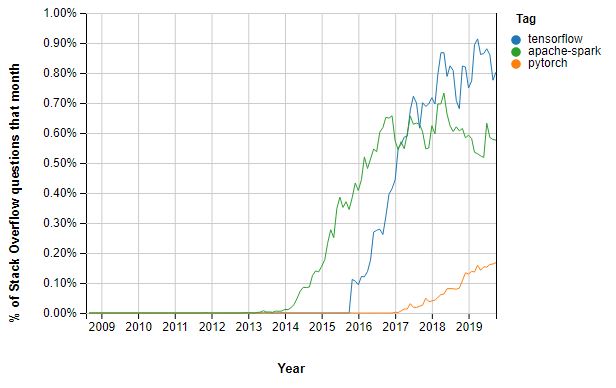 % of Stack Overflow questions that month
1.00%
0.90%
0.80%
0.70%
0.60%
0.50%
0.40%
0.30%
0.20%
0.10%
0.00%
2009 2010 2011 2012 2013 2014 2015 2016 2017 2018 2019
Year
Tag
tensorflow
apache-spark
pytorch